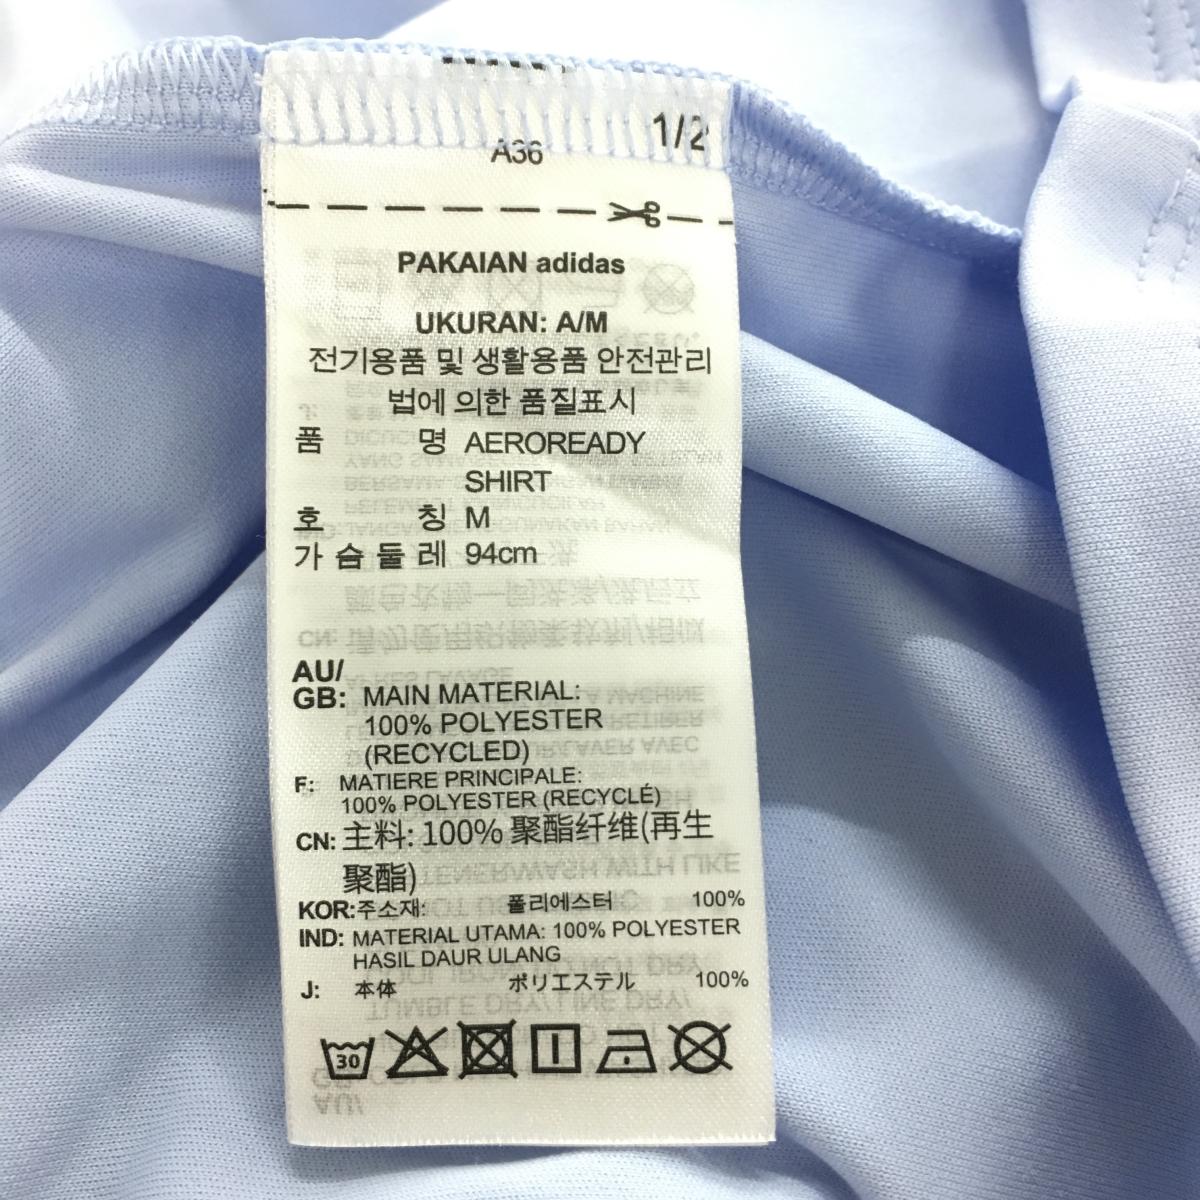 1/2
A36
PAKAIAN adidas
UKURAN: A/M
전기용품 및 생활용품 안전관리
법에 의한 품질표시
품 명 AEROREADY
SHIRT
호 칭 M
가 슴 둘 레 94cm
AU/
GB: MAIN MATERIAL:
100% POLYESTER
(RECYCLED)
F: MATIERE PRINCIPALE:
100% POLYESTER (RECYCLÉ)
CN: 主料: 100% 聚酯纤维(再生
聚酯)
KOR: 주소재: 폴리에스터 100%
IND: MATERIAL UTAMA: 100% POLYESTER
HASIL DAUR ULANG
J: 本体 ポリエステル 100%
30